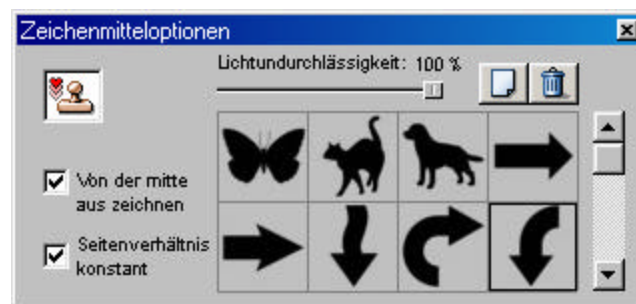 Zeichenmitteloptionen
Lichtundurchlässigkeit: 100 %
Von der mitte
aus zeichnen
Seitenverhältnis
konstant